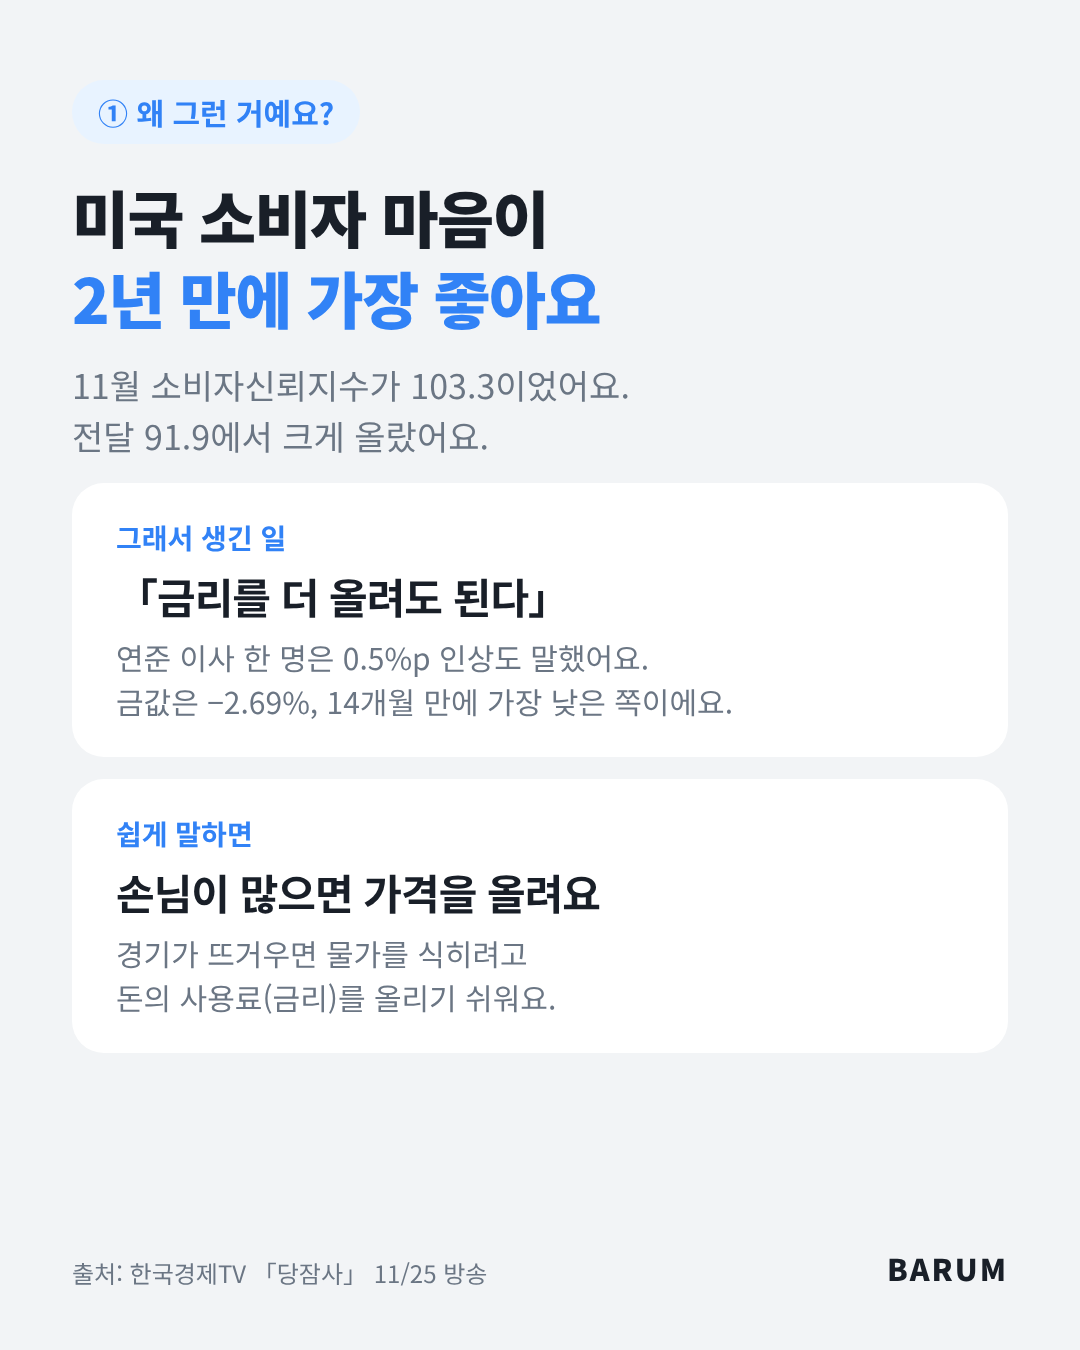 ① 왜 그런 거예요?
미국 소비자 마음이
2년 만에 가장 좋아요
11월 소비자신뢰지수가 103.3이었어요.
전달 91.9에서 크게 올랐어요.
그래서 생긴 일
「금리를 더 올려도 된다」
연준 이사 한 명은 0.5%p 인상도 말했어요.
금값은 −2.69%, 14개월 만에 가장 낮은 쪽이에요.
쉽게 말하면
손님이 많으면 가격을 올려요
경기가 뜨거우면 물가를 식히려고
돈의 사용료(금리)를 올리기 쉬워요.
출처: 한국경제TV 「당잠사」 11/25 방송
BARUM